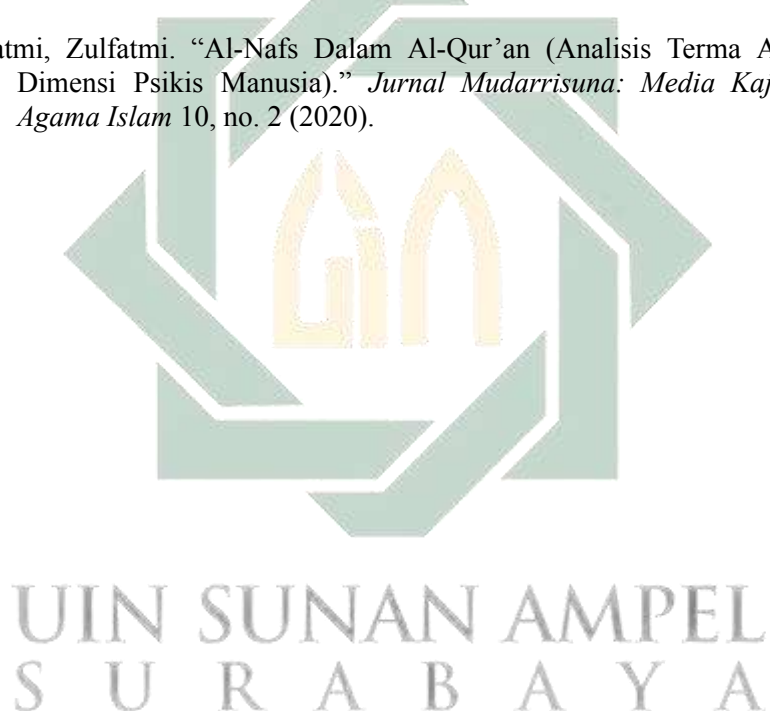 atmi, Zulfatmi. “Al-Nafs Dalam Al-Qur’an (Analisis Terma A
Dimensi Psikis Manusia).” Jurnal Mudarrisuna: Media Kaj
Agama Islam 10, no. 2 (2020).
UIN SUNAN AMPEL
S U R A B A Y A